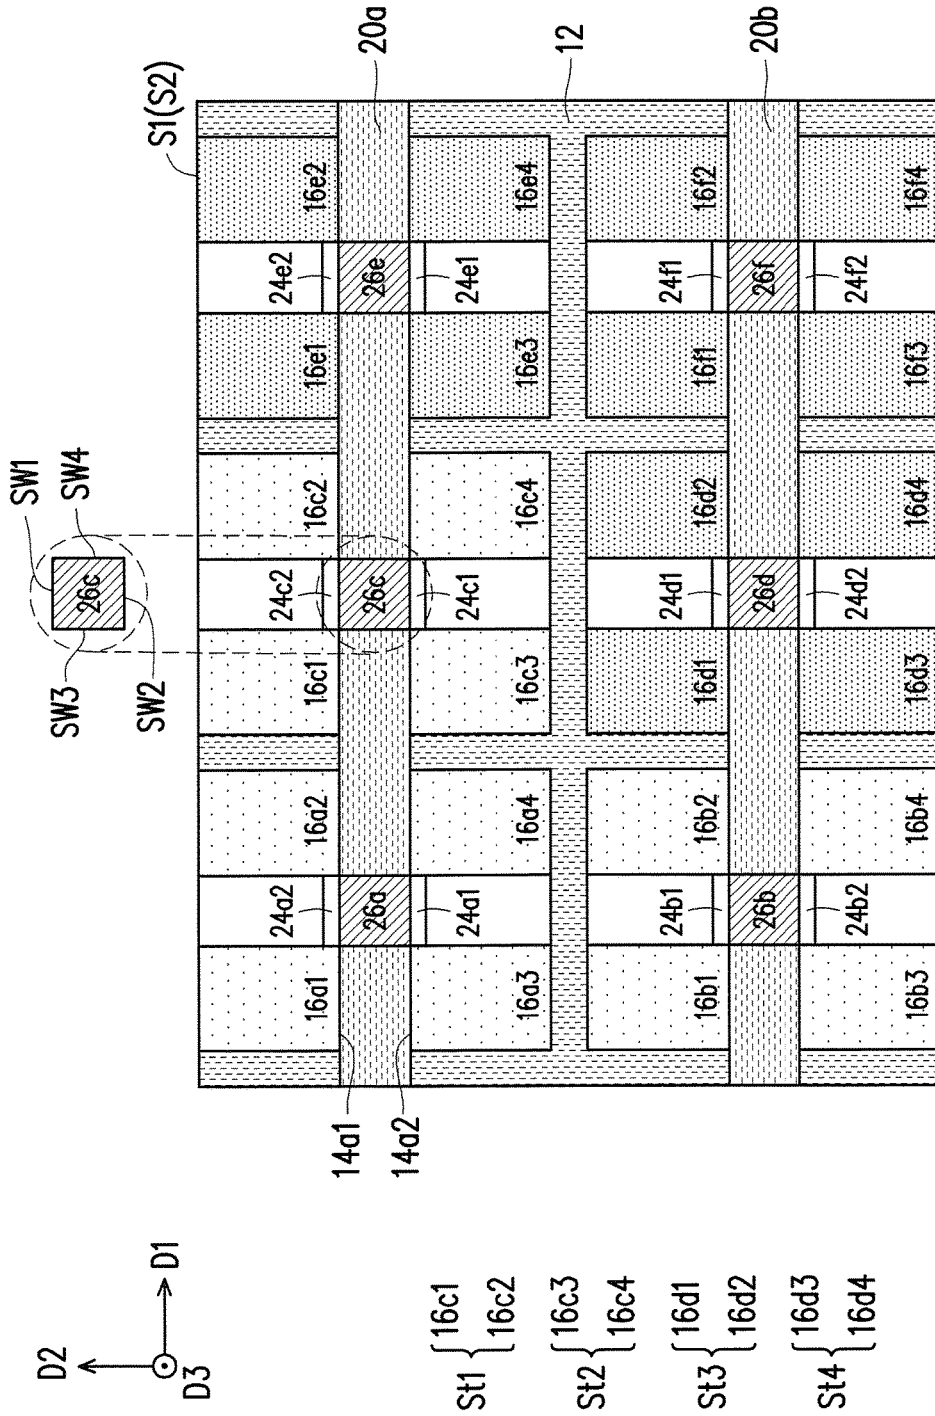 S1(S2)
20a
12
20b
16e2
16e4
16f2
16f4
24e2
26e
24e1
24f1
26f
24f2
16e1
16e3
16f1
16f3
SW1
SW4
26c
SW3
SW2
16c2
16c4
16d2
16d4
24c2
26c
24c1
24d1
26d
24d2
16c1
16c3
16d1
16d3
16a2
16a4
16b2
16b4
24a2
26a
24a1
24b1
26b
24b2
16a1
16a3
16b1
16b3
14a1
14a2
D2
D1
D3
St1 { 16c1
16c2
St2 { 16c3
16c4
St3 { 16d1
16d2
St4 { 16d3
16d4